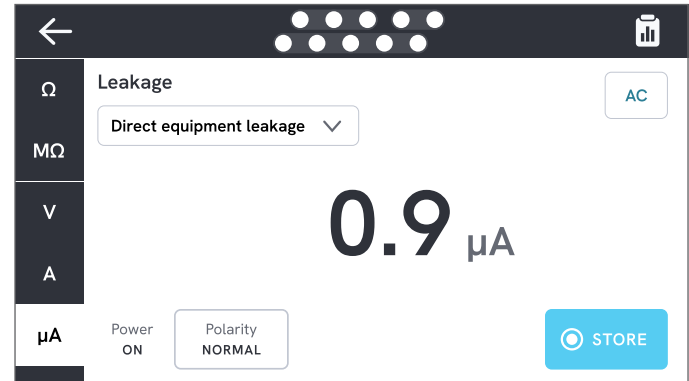 Ω
MΩ
V
A
µA
Leakage
AC
Direct equipment leakage
0.9 µA
Power
ON
Polarity
NORMAL
STORE